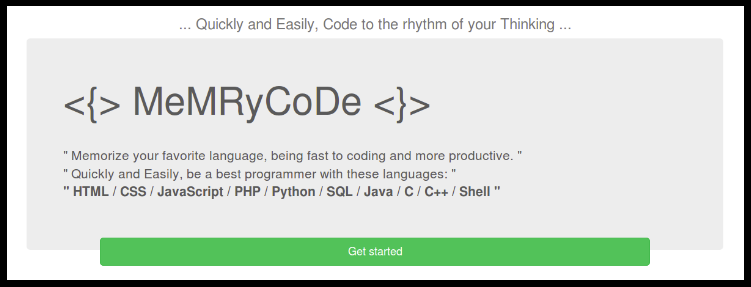 ... Quickly and Easily, Code to the rhythm of your Thinking ...
<{> MeMRyCoDe <}>
" Memorize your favorite language, being fast to coding and more productive. "
" Quickly and Easily, be a best programmer with these languages: "
" HTML / CSS / JavaScript / PHP / Python / SQL / Java / C / C++ / Shell "
Get started